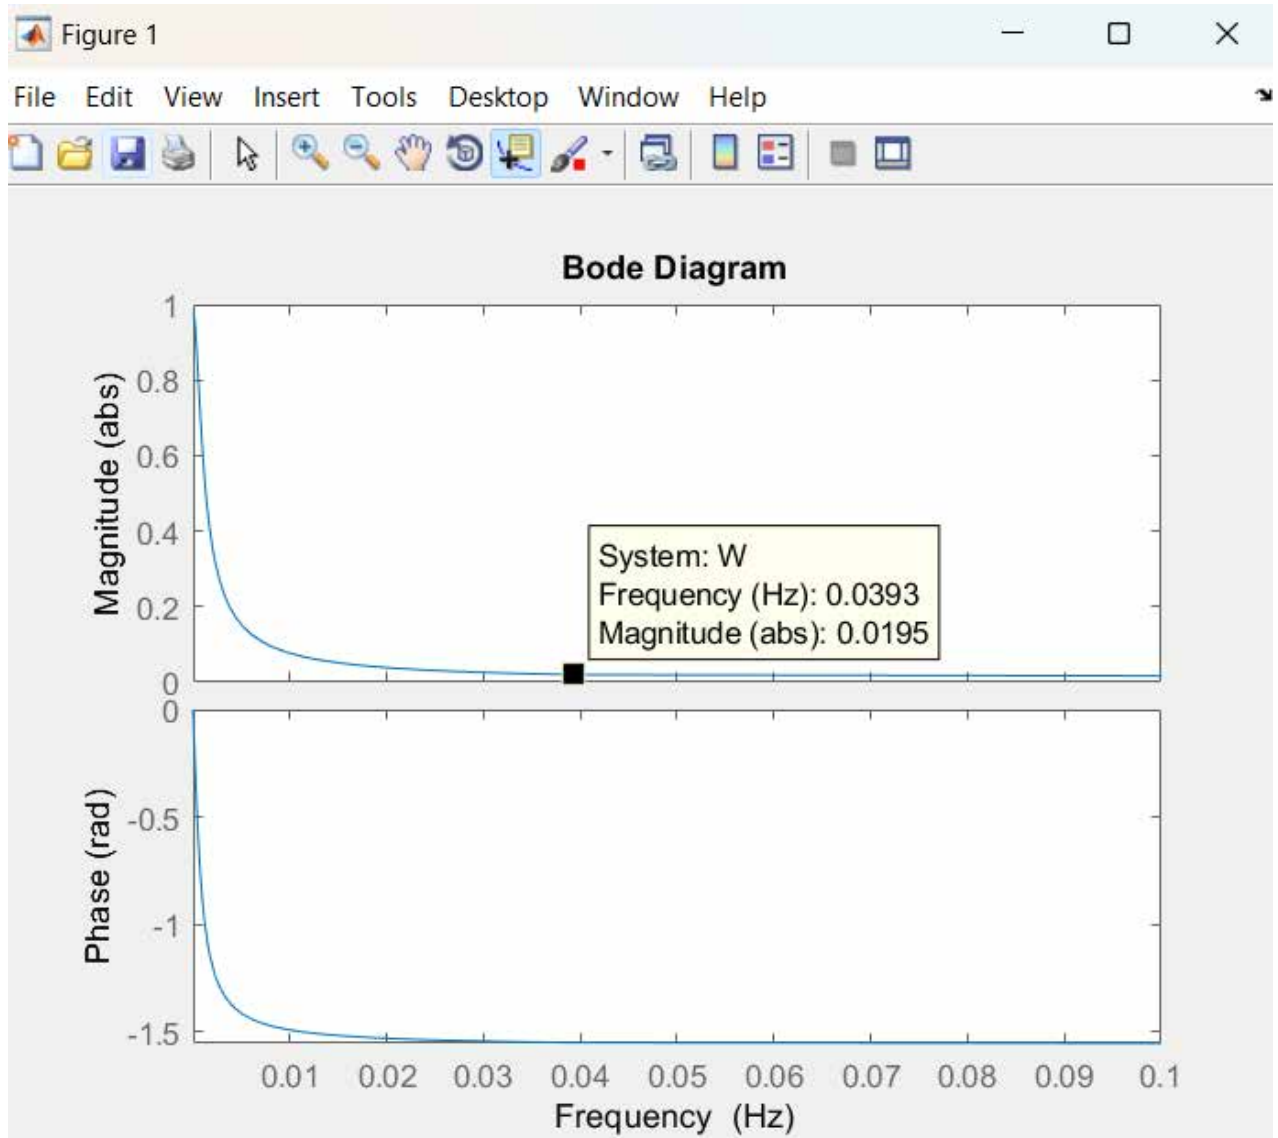 Figure 1
File Edit View Insert Tools Desktop Window Help
Bode Diagram
1
0.8
0.6
0.4
0.2
0
Magnitude (abs)
System: W
Frequency (Hz): 0.0393
Magnitude (abs): 0.0195
0
-0.5
-1
-1.5
Phase (rad)
0.01 0.02 0.03 0.04 0.05 0.06 0.07 0.08 0.09 0.1
Frequency (Hz)